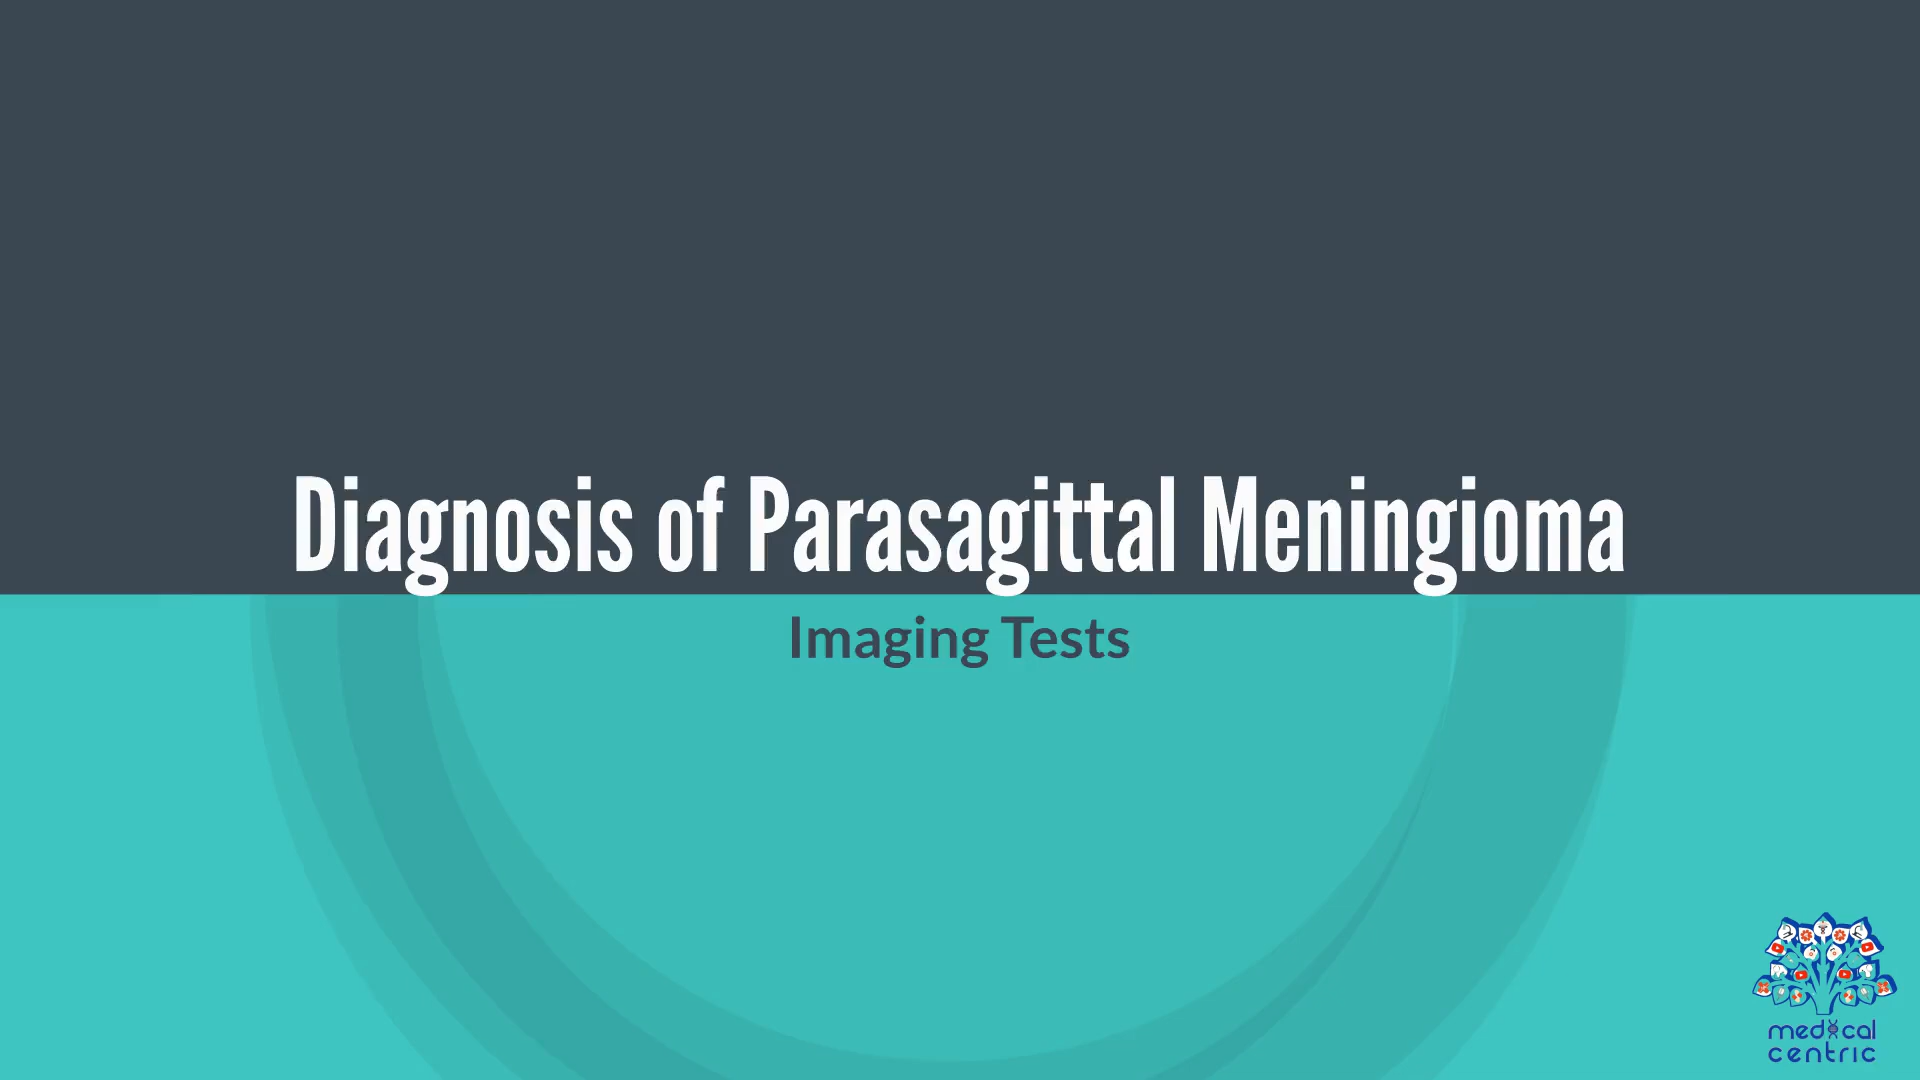 Diagnosis of Parasagittal Meningioma
Imaging Tests
medical
centric